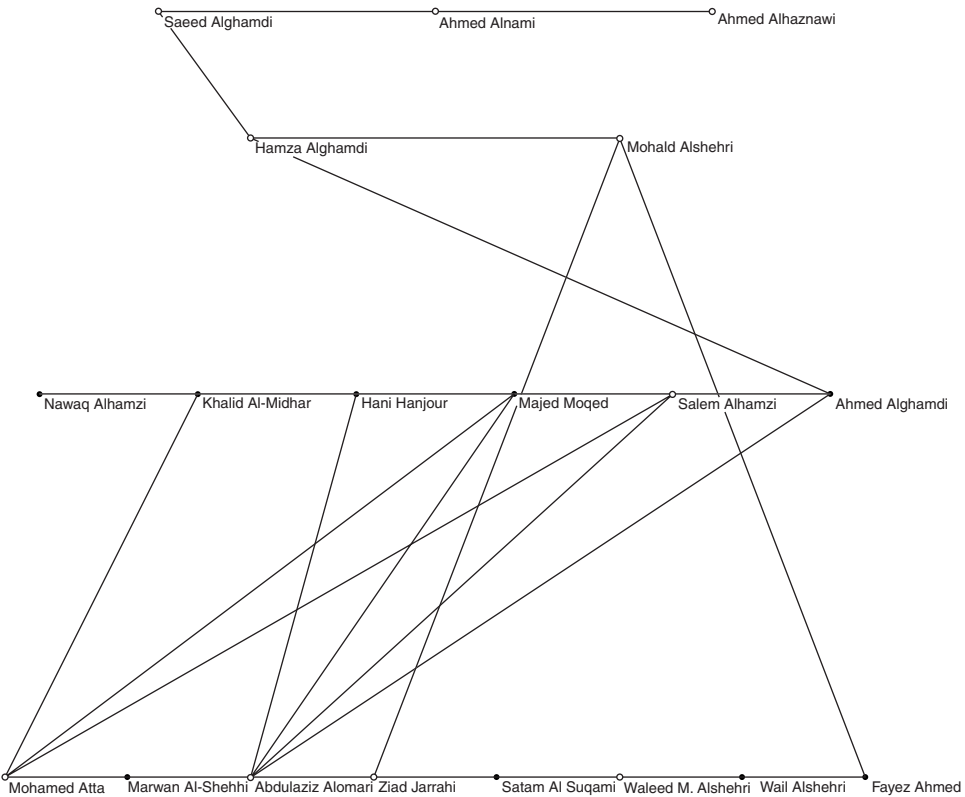 Saeed Alghamdi
Ahmed Alnami
Ahmed Alhaznawi
Hamza Alghamdi
Mohald Alshehri
Nawaq Alhamzi
Khalid Al-Midhar
Hani Hanjour
Majed Moqed
Salem Alhamzi
Ahmed Alghamdi
Mohamed Atta
Marwan Al-Shehhi
Abdulaziz Alomari
Ziad Jarrahi
Satam Al Suqami
Waleed M. Alshehri
Wail Alshehri
Fayez Ahmed